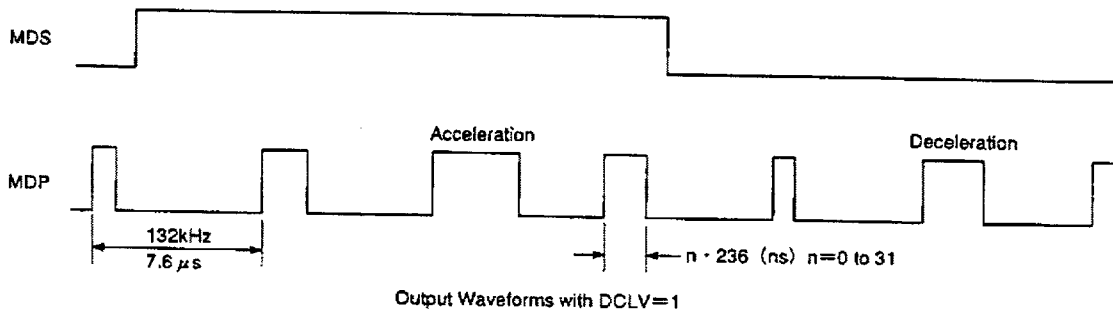 MDS
Acceleration
Deceleration
MDP
132kHz
7.6 μs
n · 236 (ns) n=0 to 31
Output Waveforms with DCLV=1